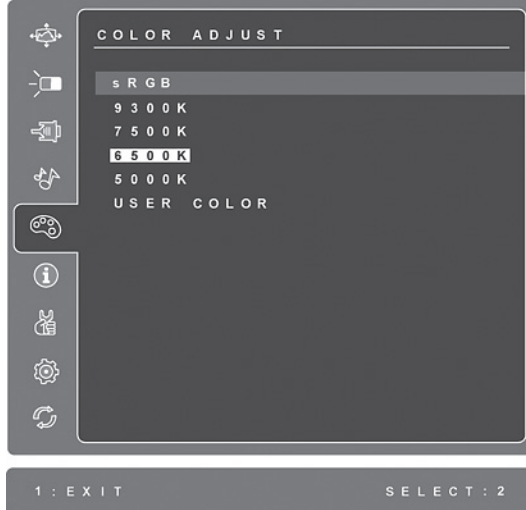 COLOR ADJUST
sRGB
9300K
7500K
6500K
5000K
USER COLOR
1:EXIT SELECT:2